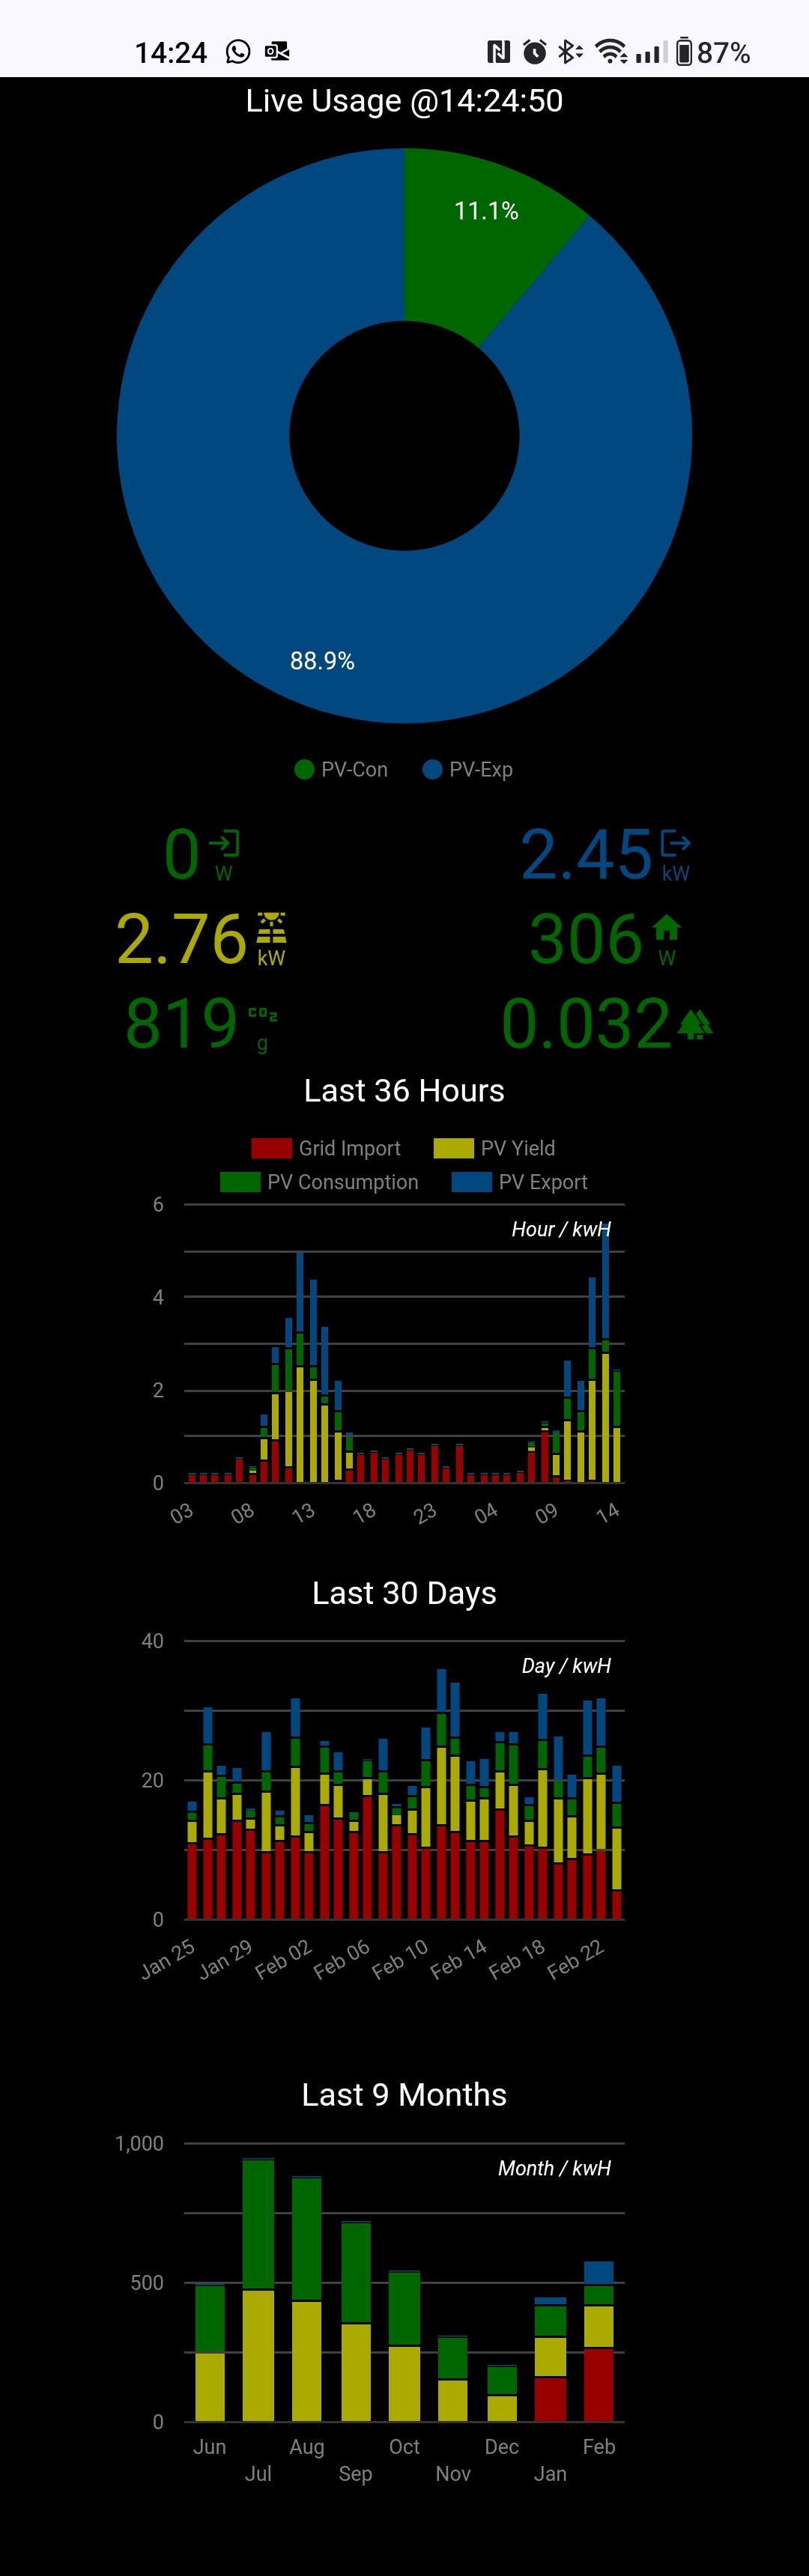 14:24 87%
Live Usage @14:24:50
11.1%
88.9%
PV-Con PV-Exp
0 W 2.45 kW
2.76 kW 306 W
819 CO2 g 0.032
Last 36 Hours
Grid Import PV Yield
PV Consumption PV Export
6
Hour / kwH
4
2
0
03 08 13 18 23 04 09 14
Last 30 Days
40
Day / kwH
20
0
Jan 25 Jan 29 Feb 02 Feb 06 Feb 10 Feb 14 Feb 18 Feb 22
Last 9 Months
1,000
Month / kwH
500
0
Jun Aug Oct Dec Feb
Jul Sep Nov Jan